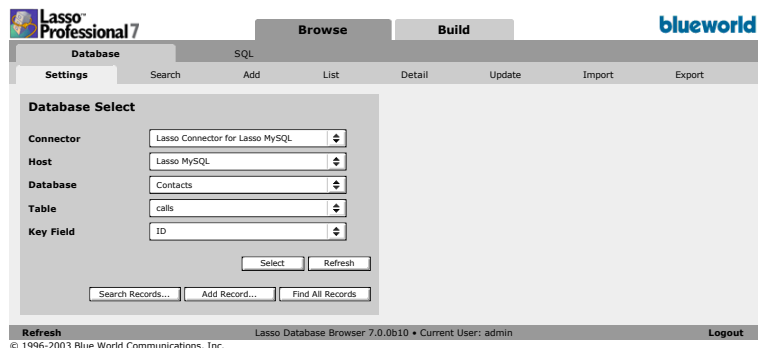 Lasso™
Professional 7
Browse Build
blueworld
Database SQL
Settings Search Add List Detail Update Import Export
Database Select
Connector Lasso Connector for Lasso MySQL
Host Lasso MySQL
Database Contacts
Table calls
Key Field ID
Select Refresh
Search Records... Add Record... Find All Records
Refresh Lasso Database Browser 7.0.0b10 • Current User: admin Logout
© 1996-2003 Blue World Communications, Inc.